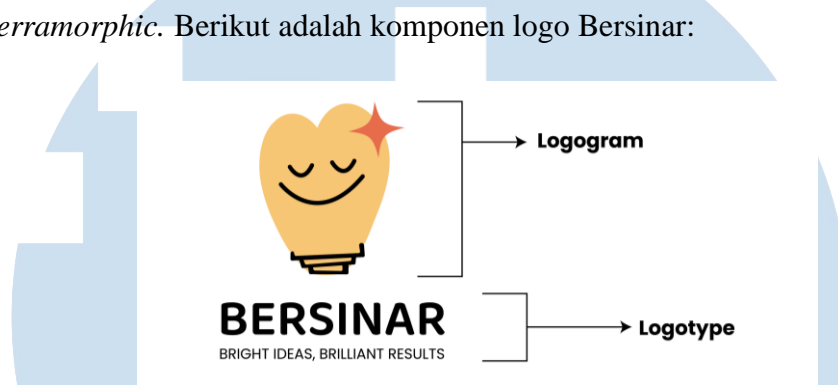 erramorphic. Berikut adalah komponen logo Bersinar:
Logogram
BERSINAR
BRIGHT IDEAS, BRILLIANT RESULTS
Logotype